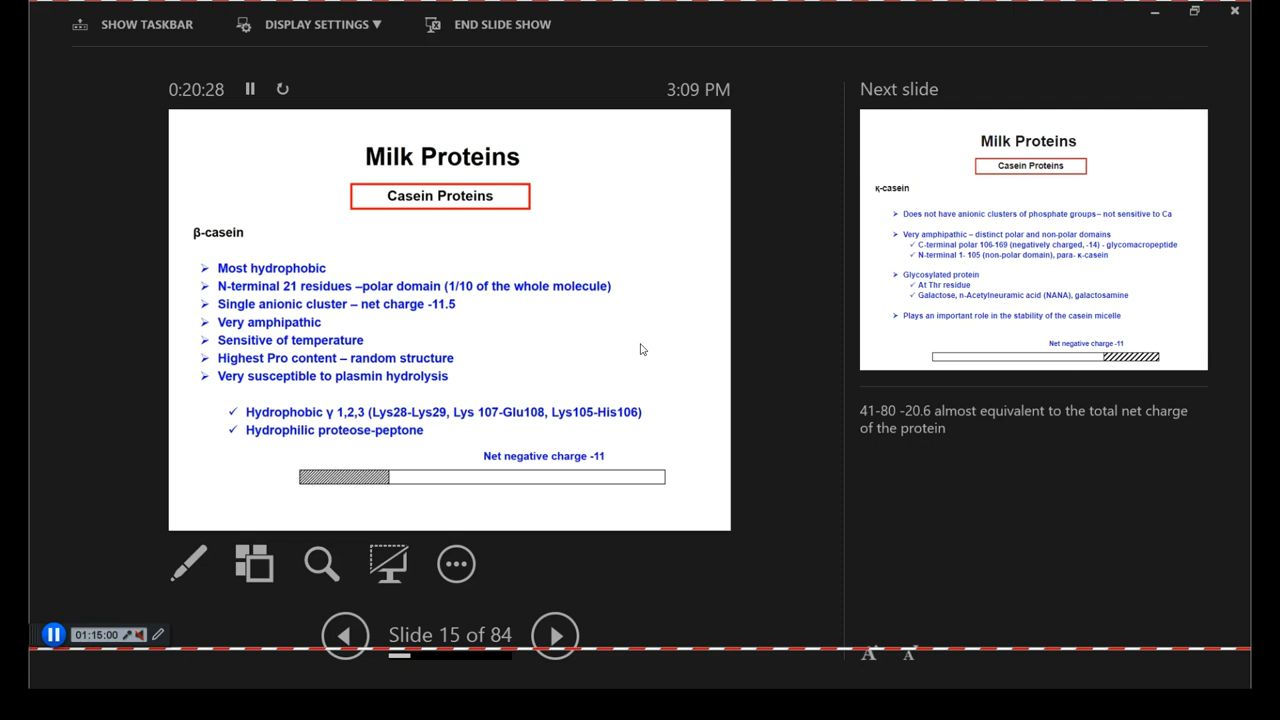 SHOW TASKBAR
DISPLAY SETTINGS ▼
END SLIDE SHOW
0:20:28
3:09 PM
Milk Proteins
Casein Proteins
β-casein
➢ Most hydrophobic
➢ N-terminal 21 residues –polar domain (1/10 of the whole molecule)
➢ Single anionic cluster – net charge -11.5
➢ Very amphipathic
➢ Sensitive of temperature
➢ Highest Pro content – random structure
➢ Very susceptible to plasmin hydrolysis
✓ Hydrophobic γ 1,2,3 (Lys28-Lys29, Lys 107-Glu108, Lys105-His106)
✓ Hydrophilic proteose-peptone
Net negative charge -11
Next slide
Milk Proteins
Casein Proteins
κ-casein
➢ Does not have anionic clusters of phosphate groups – not sensitive to Ca
➢ Very amphipathic – distinct polar and non-polar domains
✓ C-terminal polar 106-169 (negatively charged, -14) - glycomacropeptide
✓ N-terminal 1- 105 (non-polar domain), para- κ-casein
➢ Glycosylated protein
✓ At Thr residue
✓ Galactose, n-Acetylneuramic acid (NANA), galactosamine
➢ Plays an important role in the stability of the casein micelle
Net negative charge -11
41-80 -20.6 almost equivalent to the total net charge
of the protein
01:15:00
Slide 15 of 84
A A